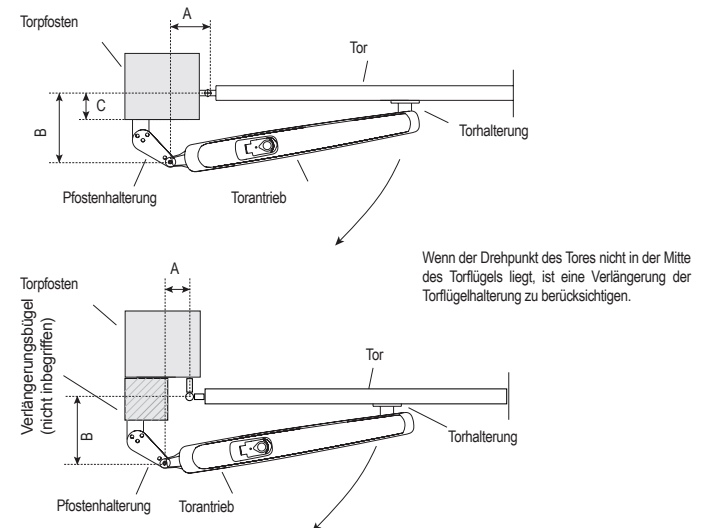 A
Torpfosten
Tor
C
B
Torhalterung
Pfostenhalterung
Torantrieb
Wenn der Drehpunkt des Tores nicht in der Mitte
des Torflügels liegt, ist eine Verlängerung der
Torflügelhalterung zu berücksichtigen.
A
Torpfosten
Verlängerungsbügel
(nicht inbegriffen)
Tor
B
Torhalterung
Pfostenhalterung
Torantrieb